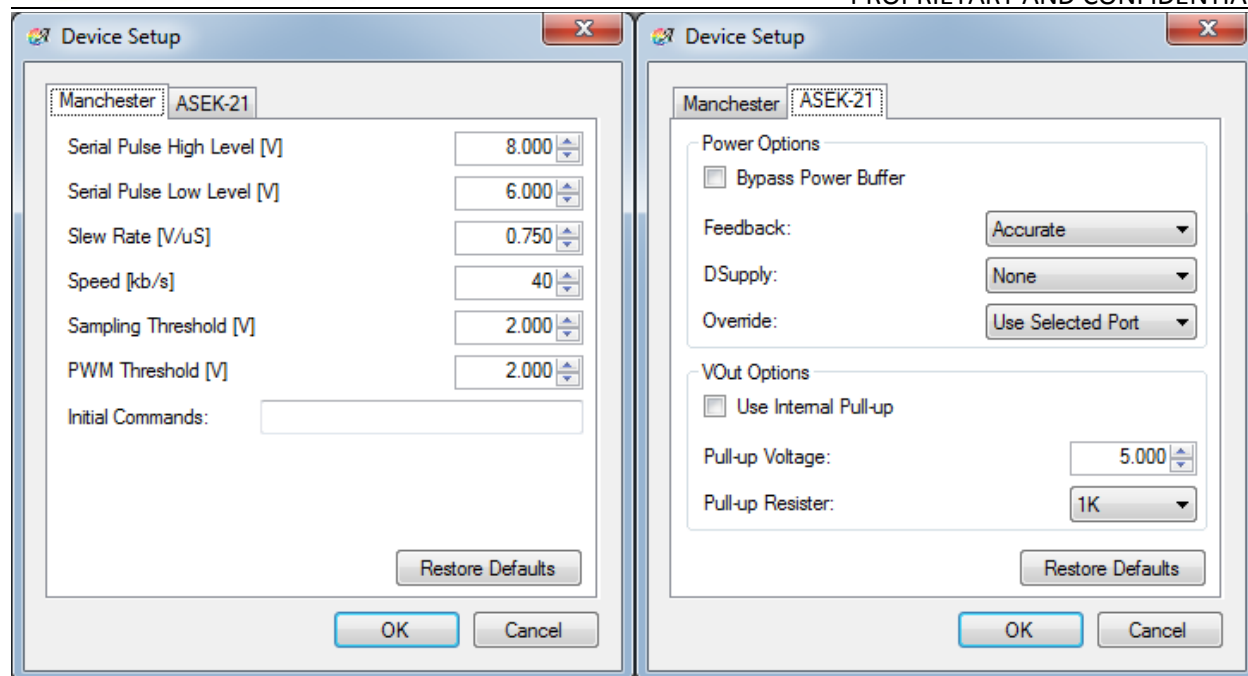 PROPRIETARY AND CONFIDENTIA
Device Setup
Manchester ASEK-21
Serial Pulse High Level [V] 8.000
Serial Pulse Low Level [V] 6.000
Slew Rate [V/uS] 0.750
Speed [kb/s] 40
Sampling Threshold [V] 2.000
PWM Threshold [V] 2.000
Initial Commands:
Restore Defaults
OK Cancel
Device Setup
Manchester ASEK-21
Power Options
Bypass Power Buffer
Feedback: Accurate
DSupply: None
Override: Use Selected Port
VOut Options
Use Internal Pull-up
Pull-up Voltage: 5.000
Pull-up Resister: 1K
Restore Defaults
OK Cancel